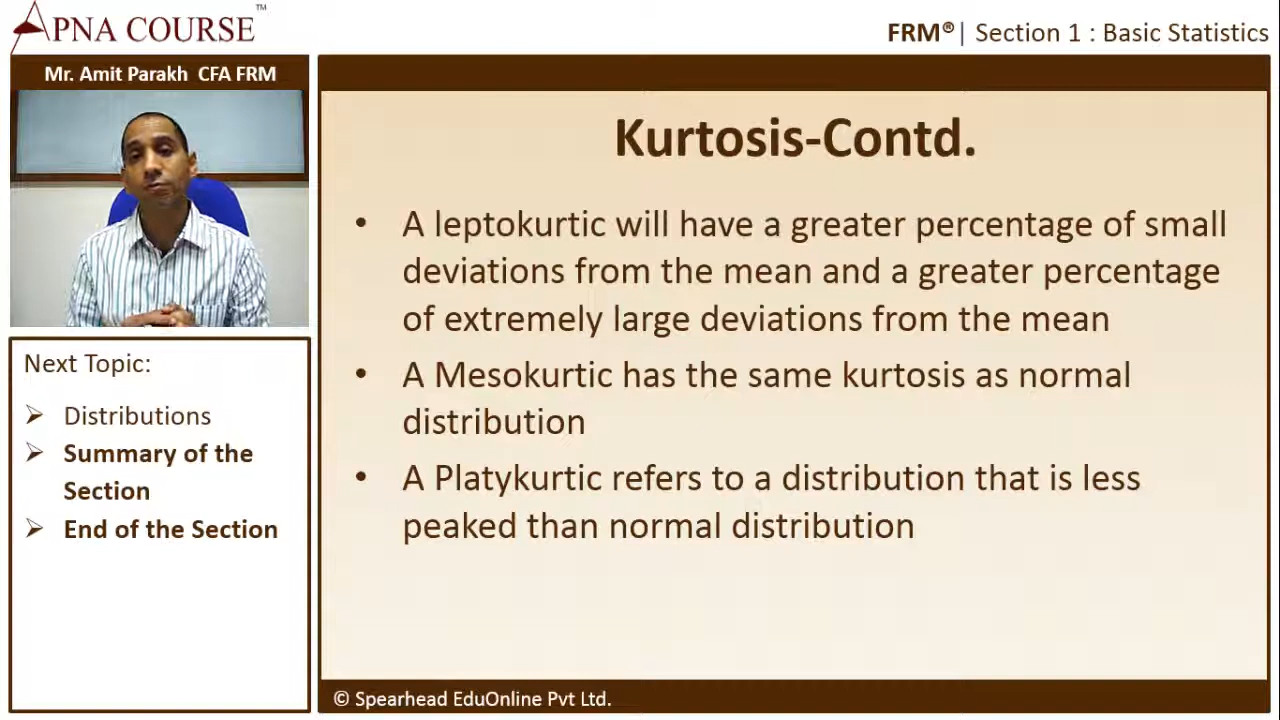 APNA COURSE™
FRM®| Section 1 : Basic Statistics
Mr. Amit Parakh CFA FRM
Kurtosis-Contd.
• A leptokurtic will have a greater percentage of small
deviations from the mean and a greater percentage
of extremely large deviations from the mean
• A Mesokurtic has the same kurtosis as normal
distribution
• A Platykurtic refers to a distribution that is less
peaked than normal distribution
Next Topic:
Distributions
Summary of the
Section
End of the Section
© Spearhead EduOnline Pvt Ltd.